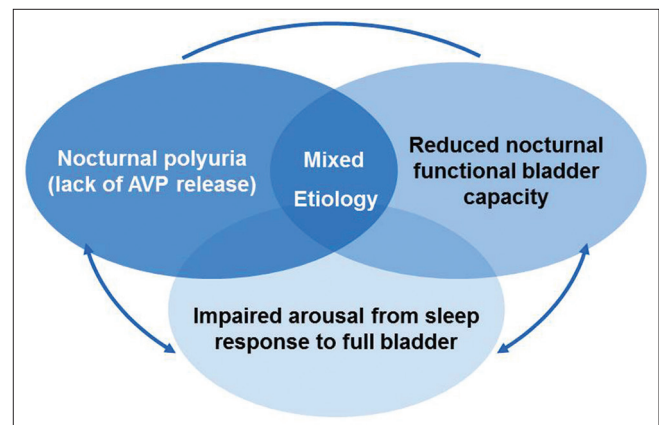 Nocturnal polyuria
(lack of AVP release)
Mixed
Etiology
Reduced nocturnal
functional bladder
capacity
Impaired arousal from sleep
response to full bladder